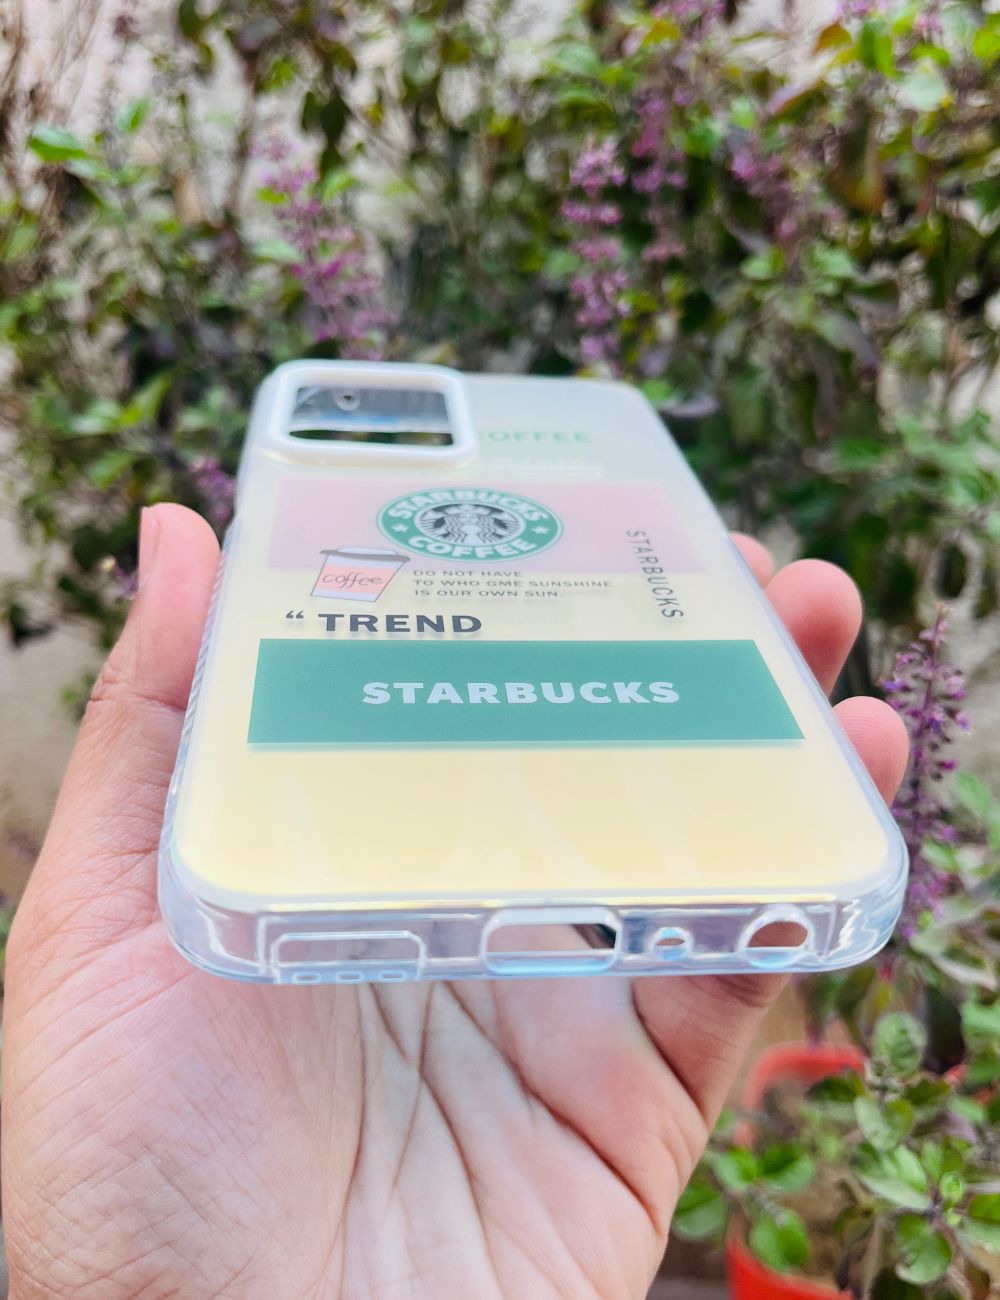 COFFEE
STARBUCKS
COFFEE
coffee
DO NOT HAVE
TO WHO GME SUNSHINE
IS OUR OWN SUN.
STARBUCKS
“ TREND
STARBUCKS